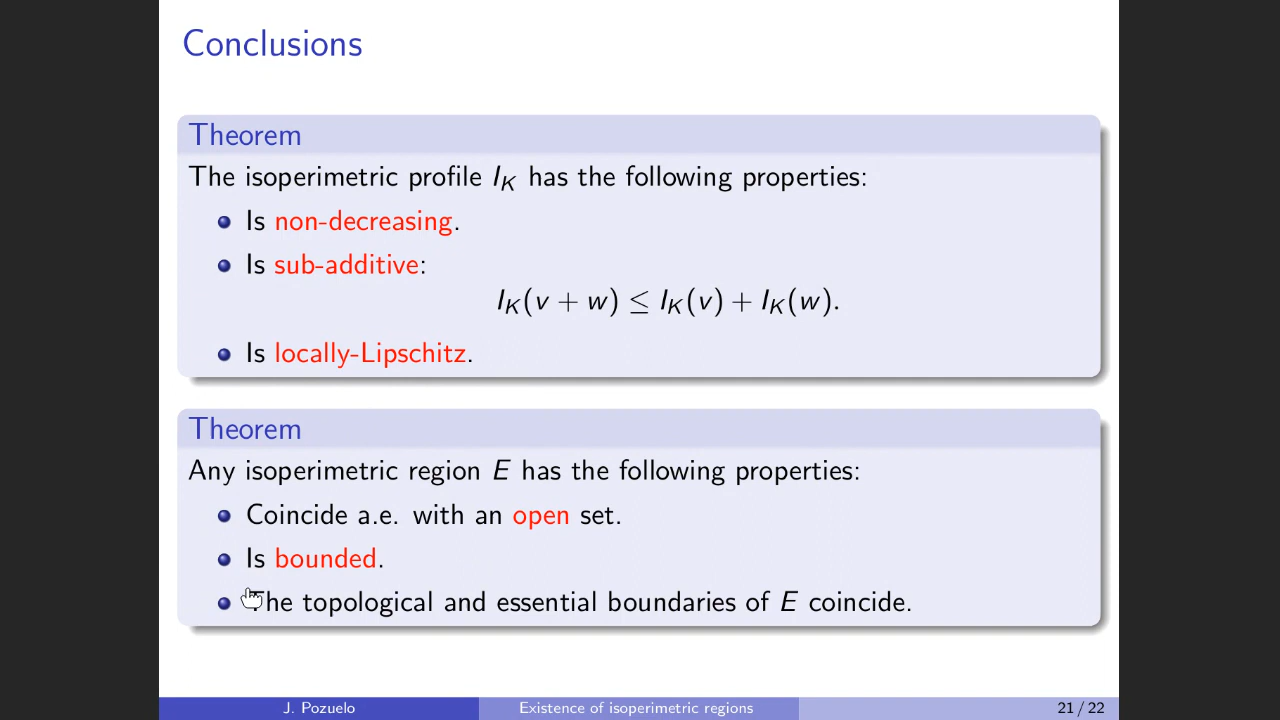 Conclusions
Theorem
The isoperimetric profile I_K has the following properties:
Is non-decreasing.
Is sub-additive:
I_K(v + w) ≤ I_K(v) + I_K(w).
Is locally-Lipschitz.
Theorem
Any isoperimetric region E has the following properties:
Coincide a.e. with an open set.
Is bounded.
The topological and essential boundaries of E coincide.
J. Pozuelo
Existence of isoperimetric regions
21 / 22